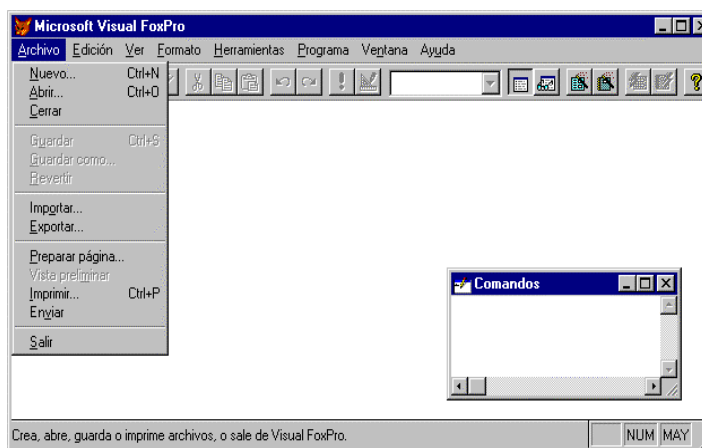 Microsoft Visual FoxPro
Archivo Edición Ver Formato Herramientas Programa Ventana Ayuda
Nuevo... Ctrl+N
Abrir... Ctrl+O
Cerrar
Guardar Ctrl+S
Guardar como...
Revertir
Importar...
Exportar...
Preparar página...
Vista preliminar
Imprimir... Ctrl+P
Enviar
Salir
Comandos
Crea, abre, guarda o imprime archivos, o sale de Visual FoxPro.
NUM MAY